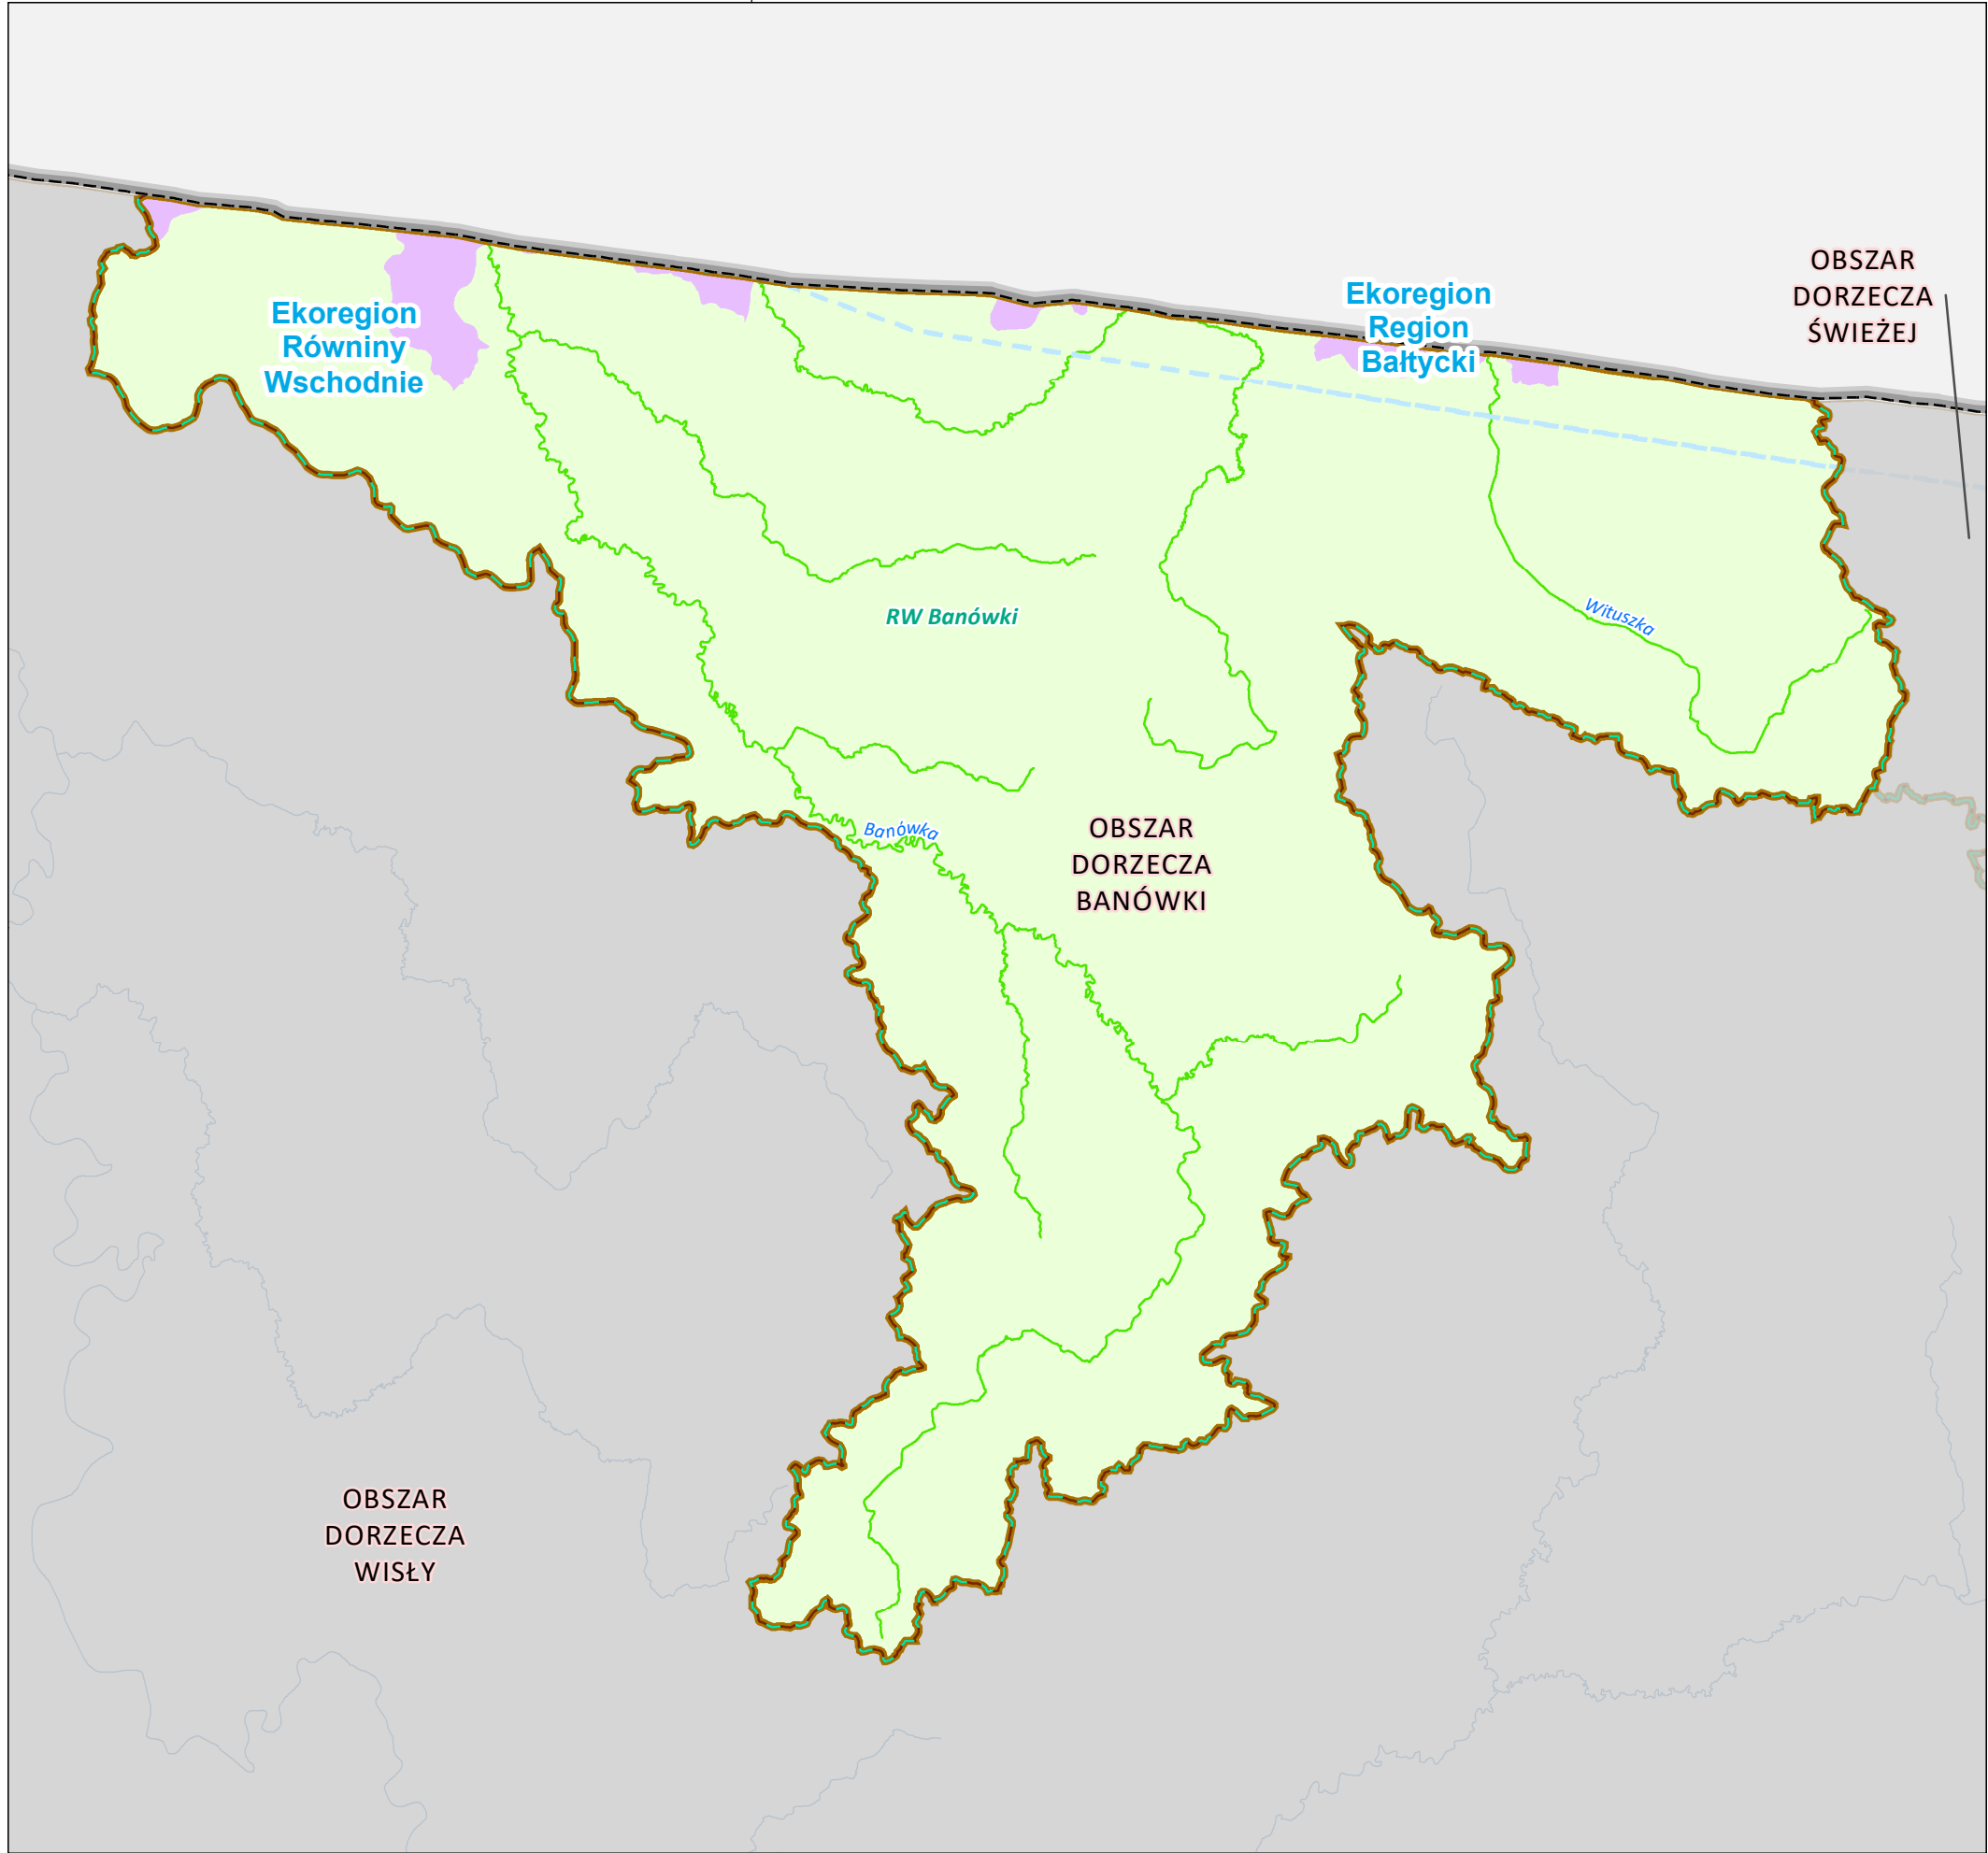 OBSZAR
DORZECZA
ŚWIEŻEJ
Ekoregion
Region
Bałtycki
Ekoregion
Równiny
Wschodnie
RW Banówki
Wituszka
Banówka
OBSZAR
DORZECZA
BANÓWKI
OBSZAR
DORZECZA
WISŁY